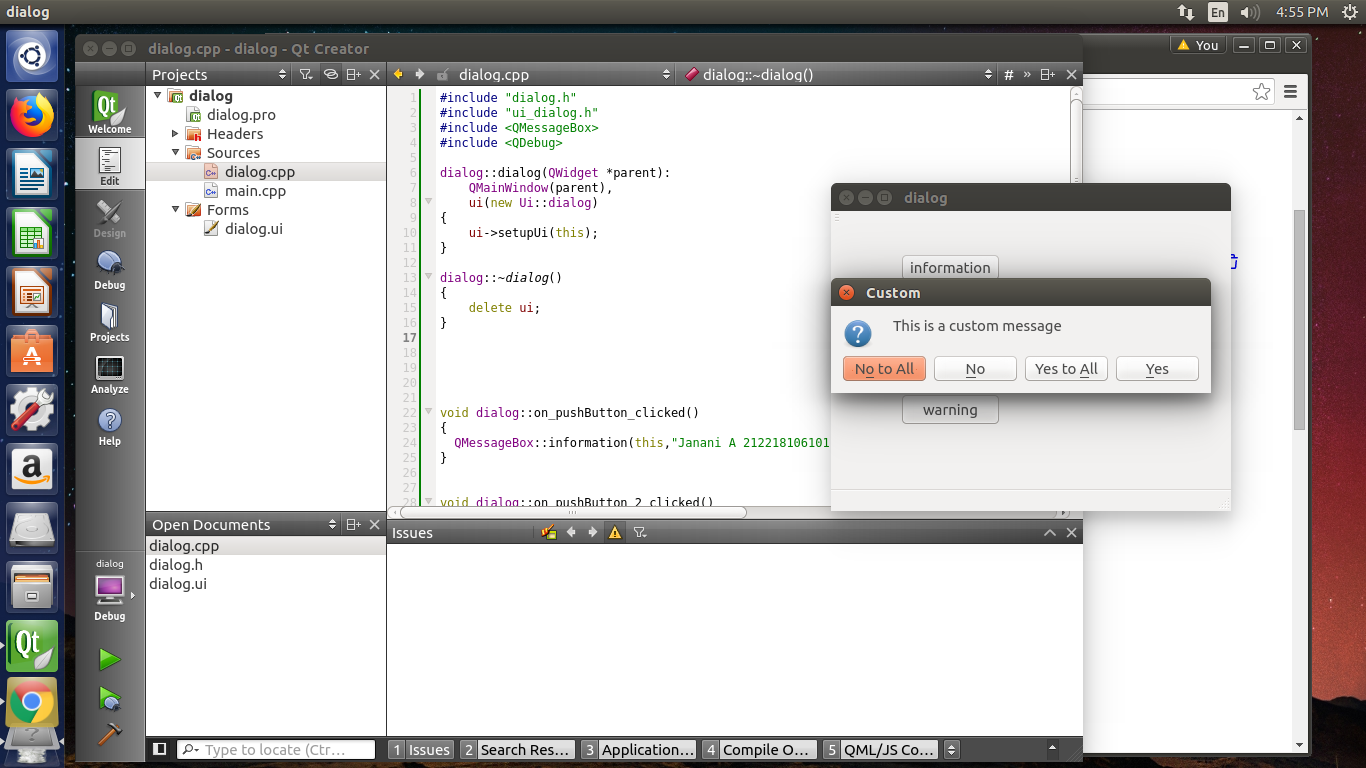 dialog
En
4:55 PM
dialog.cpp - dialog - Qt Creator
You
Projects
dialog.cpp
dialog::~dialog()
#
»
Qt
Welcome
Edit
Design
Debug
Projects
Analyze
Help
dialog
Debug
dialog
dialog.pro
Headers
Sources
dialog.cpp
main.cpp
Forms
dialog.ui
1 #include "dialog.h"
2 #include "ui_dialog.h"
3 #include <QMessageBox>
4 #include <QDebug>
5
6 dialog::dialog(QWidget *parent):
7 QMainWindow(parent),
8 ui(new Ui::dialog)
9 {
10 ui->setupUi(this);
11 }
12
13 dialog::~dialog()
14 {
15 delete ui;
16 }
17
18
19
20
21
22 void dialog::on_pushButton_clicked()
23 {
24 QMessageBox::information(this,"Janani A 212218106101
25 }
26
27
28 void dialog::on_pushButton_2_clicked()
dialog
information
Custom
This is a custom message
No to All
No
Yes to All
Yes
warning
Open Documents
dialog.cpp
dialog.h
dialog.ui
Issues
Type to locate (Ctr...
1 Issues
2 Search Res...
3 Application...
4 Compile O...
5 QML/JS Co...
Qt